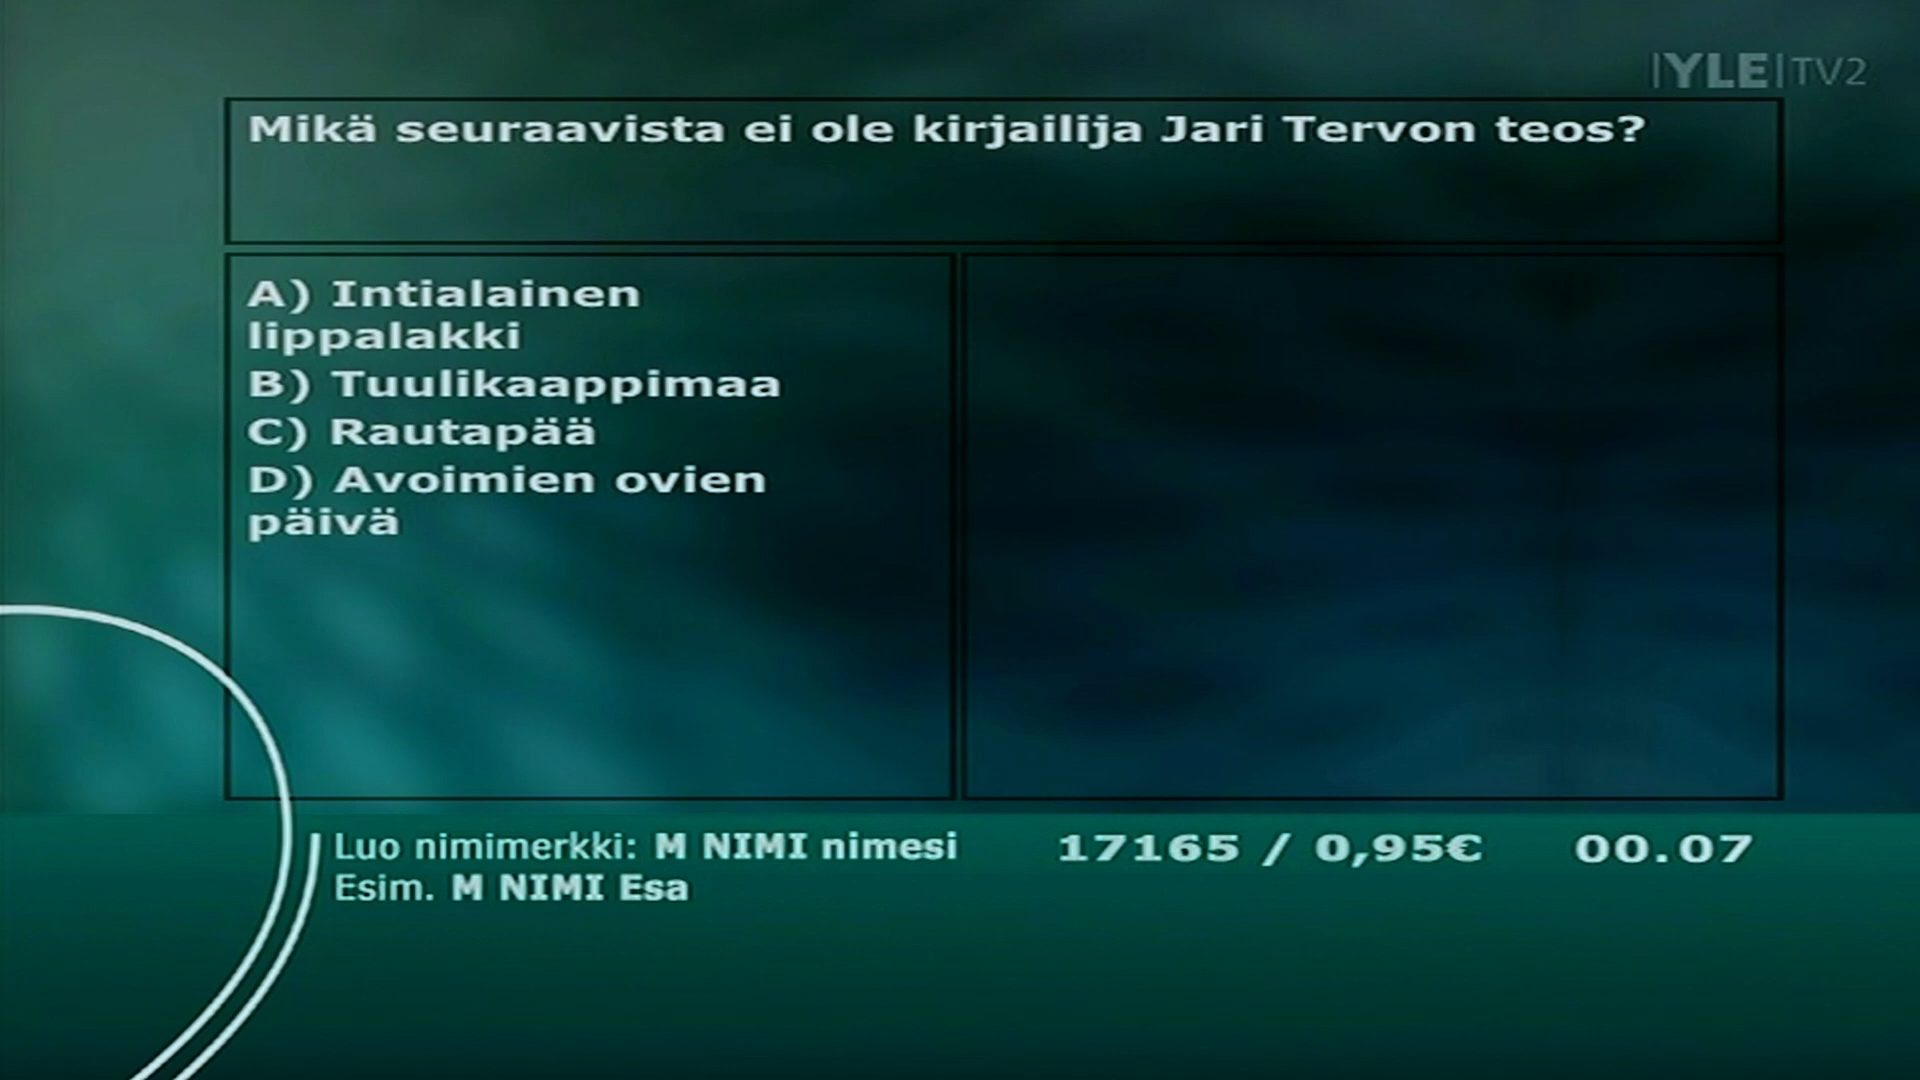 YLE TV2
Mikä seuraavista ei ole kirjailija Jari Tervon teos?
A) Intialainen
lippalakki
B) Tuulikaappimaa
C) Rautapää
D) Avoimien ovien
päivä
Luo nimimerkki: M NIMI nimesi
Esim. M NIMI Esa
17165 / 0,95€
00.07